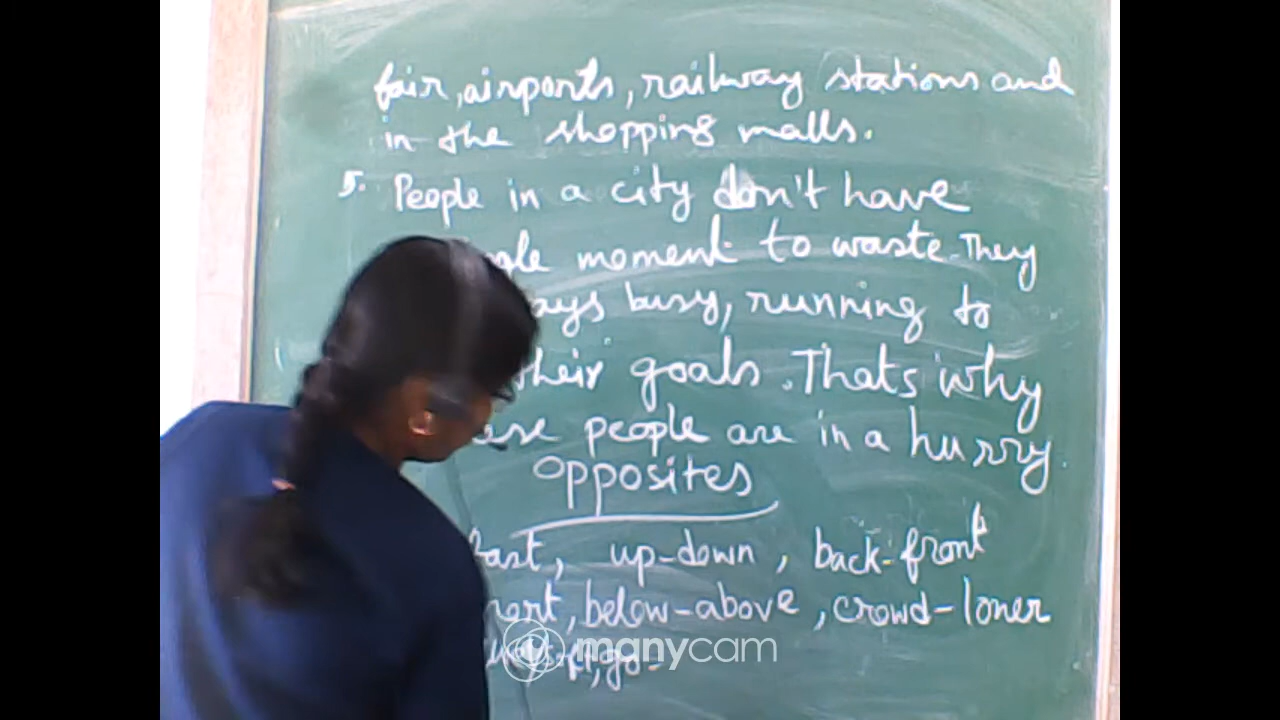 fair, airports, railway stations and
in the shopping malls.
5. People in a city don't have
moment to waste. They
busy, running to
their goals. Thats why
people are in a hurry.
Opposites
fast, up-down, back-front
below-above, crowd-loner
go-
manycam